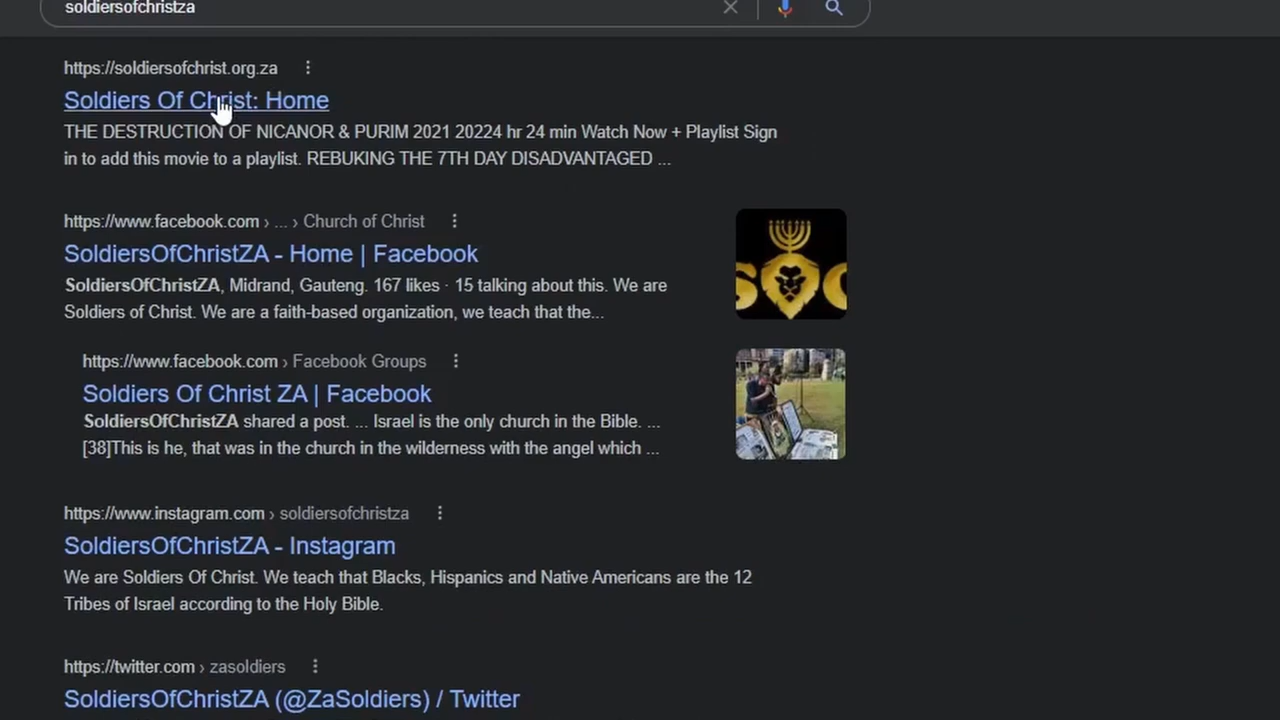 soldiersofchristza
https://soldiersofchrist.org.za
Soldiers Of Christ: Home
THE DESTRUCTION OF NICANOR & PURIM 2021 20224 hr 24 min Watch Now + Playlist Sign
in to add this movie to a playlist. REBUKING THE 7TH DAY DISADVANTAGED ...
https://www.facebook.com › ... › Church of Christ
SoldiersOfChristZA - Home | Facebook
SoldiersOfChristZA, Midrand, Gauteng. 167 likes · 15 talking about this. We are
Soldiers of Christ. We are a faith-based organization, we teach that the...
SOC
https://www.facebook.com › Facebook Groups
Soldiers Of Christ ZA | Facebook
SoldiersOfChristZA shared a post. ... Israel is the only church in the Bible. ...
[38]This is he, that was in the church in the wilderness with the angel which ...
https://www.instagram.com › soldiersofchristza
SoldiersOfChristZA - Instagram
We are Soldiers Of Christ. We teach that Blacks, Hispanics and Native Americans are the 12
Tribes of Israel according to the Holy Bible.
https://twitter.com › zasoldiers
SoldiersOfChristZA (@ZaSoldiers) / Twitter